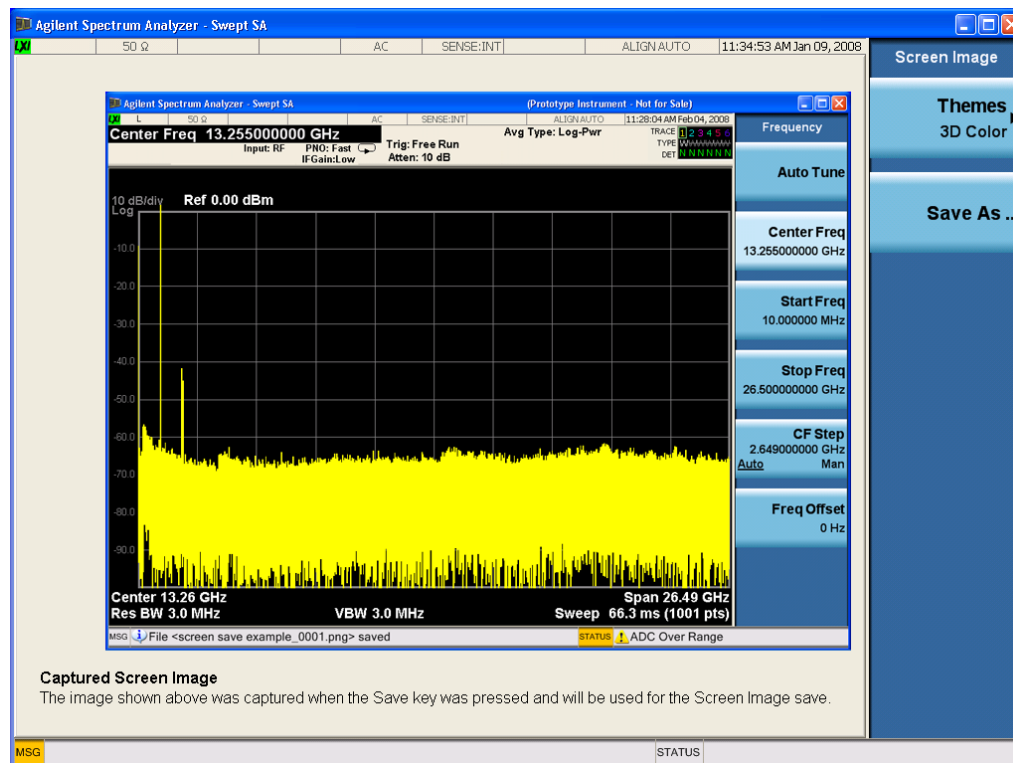 Agilent Spectrum Analyzer - Swept SA
LXI 50 Ω AC SENSE:INT ALIGN AUTO 11:34:53 AM Jan 09, 2008
Screen Image
Themes
3D Color
Save As ..
Agilent Spectrum Analyzer - Swept SA (Prototype Instrument - Not for Sale)
LXI L 50 Ω AC SENSE:INT ALIGN AUTO 11:28:04 AM Feb 04, 2008
Center Freq 13.255000000 GHz
Input: RF PNO: Fast IFGain:Low
Trig: Free Run
Atten: 10 dB
Avg Type: Log-Pwr
TRACE 1 2 3 4 5 6
TYPE WWWWWW
DET N N N N N N
10 dB/div Ref 0.00 dBm
Log
-10.0
-20.0
-30.0
-40.0
-50.0
-60.0
-70.0
-80.0
-90.0
Center 13.26 GHz Span 26.49 GHz
Res BW 3.0 MHz VBW 3.0 MHz Sweep 66.3 ms (1001 pts)
MSG File <screen save example_0001.png> saved STATUS ADC Over Range
Frequency
Auto Tune
Center Freq
13.255000000 GHz
Start Freq
10.000000 MHz
Stop Freq
26.500000000 GHz
CF Step
2.649000000 GHz
Auto Man
Freq Offset
0 Hz
Captured Screen Image
The image shown above was captured when the Save key was pressed and will be used for the Screen Image save.
MSG STATUS